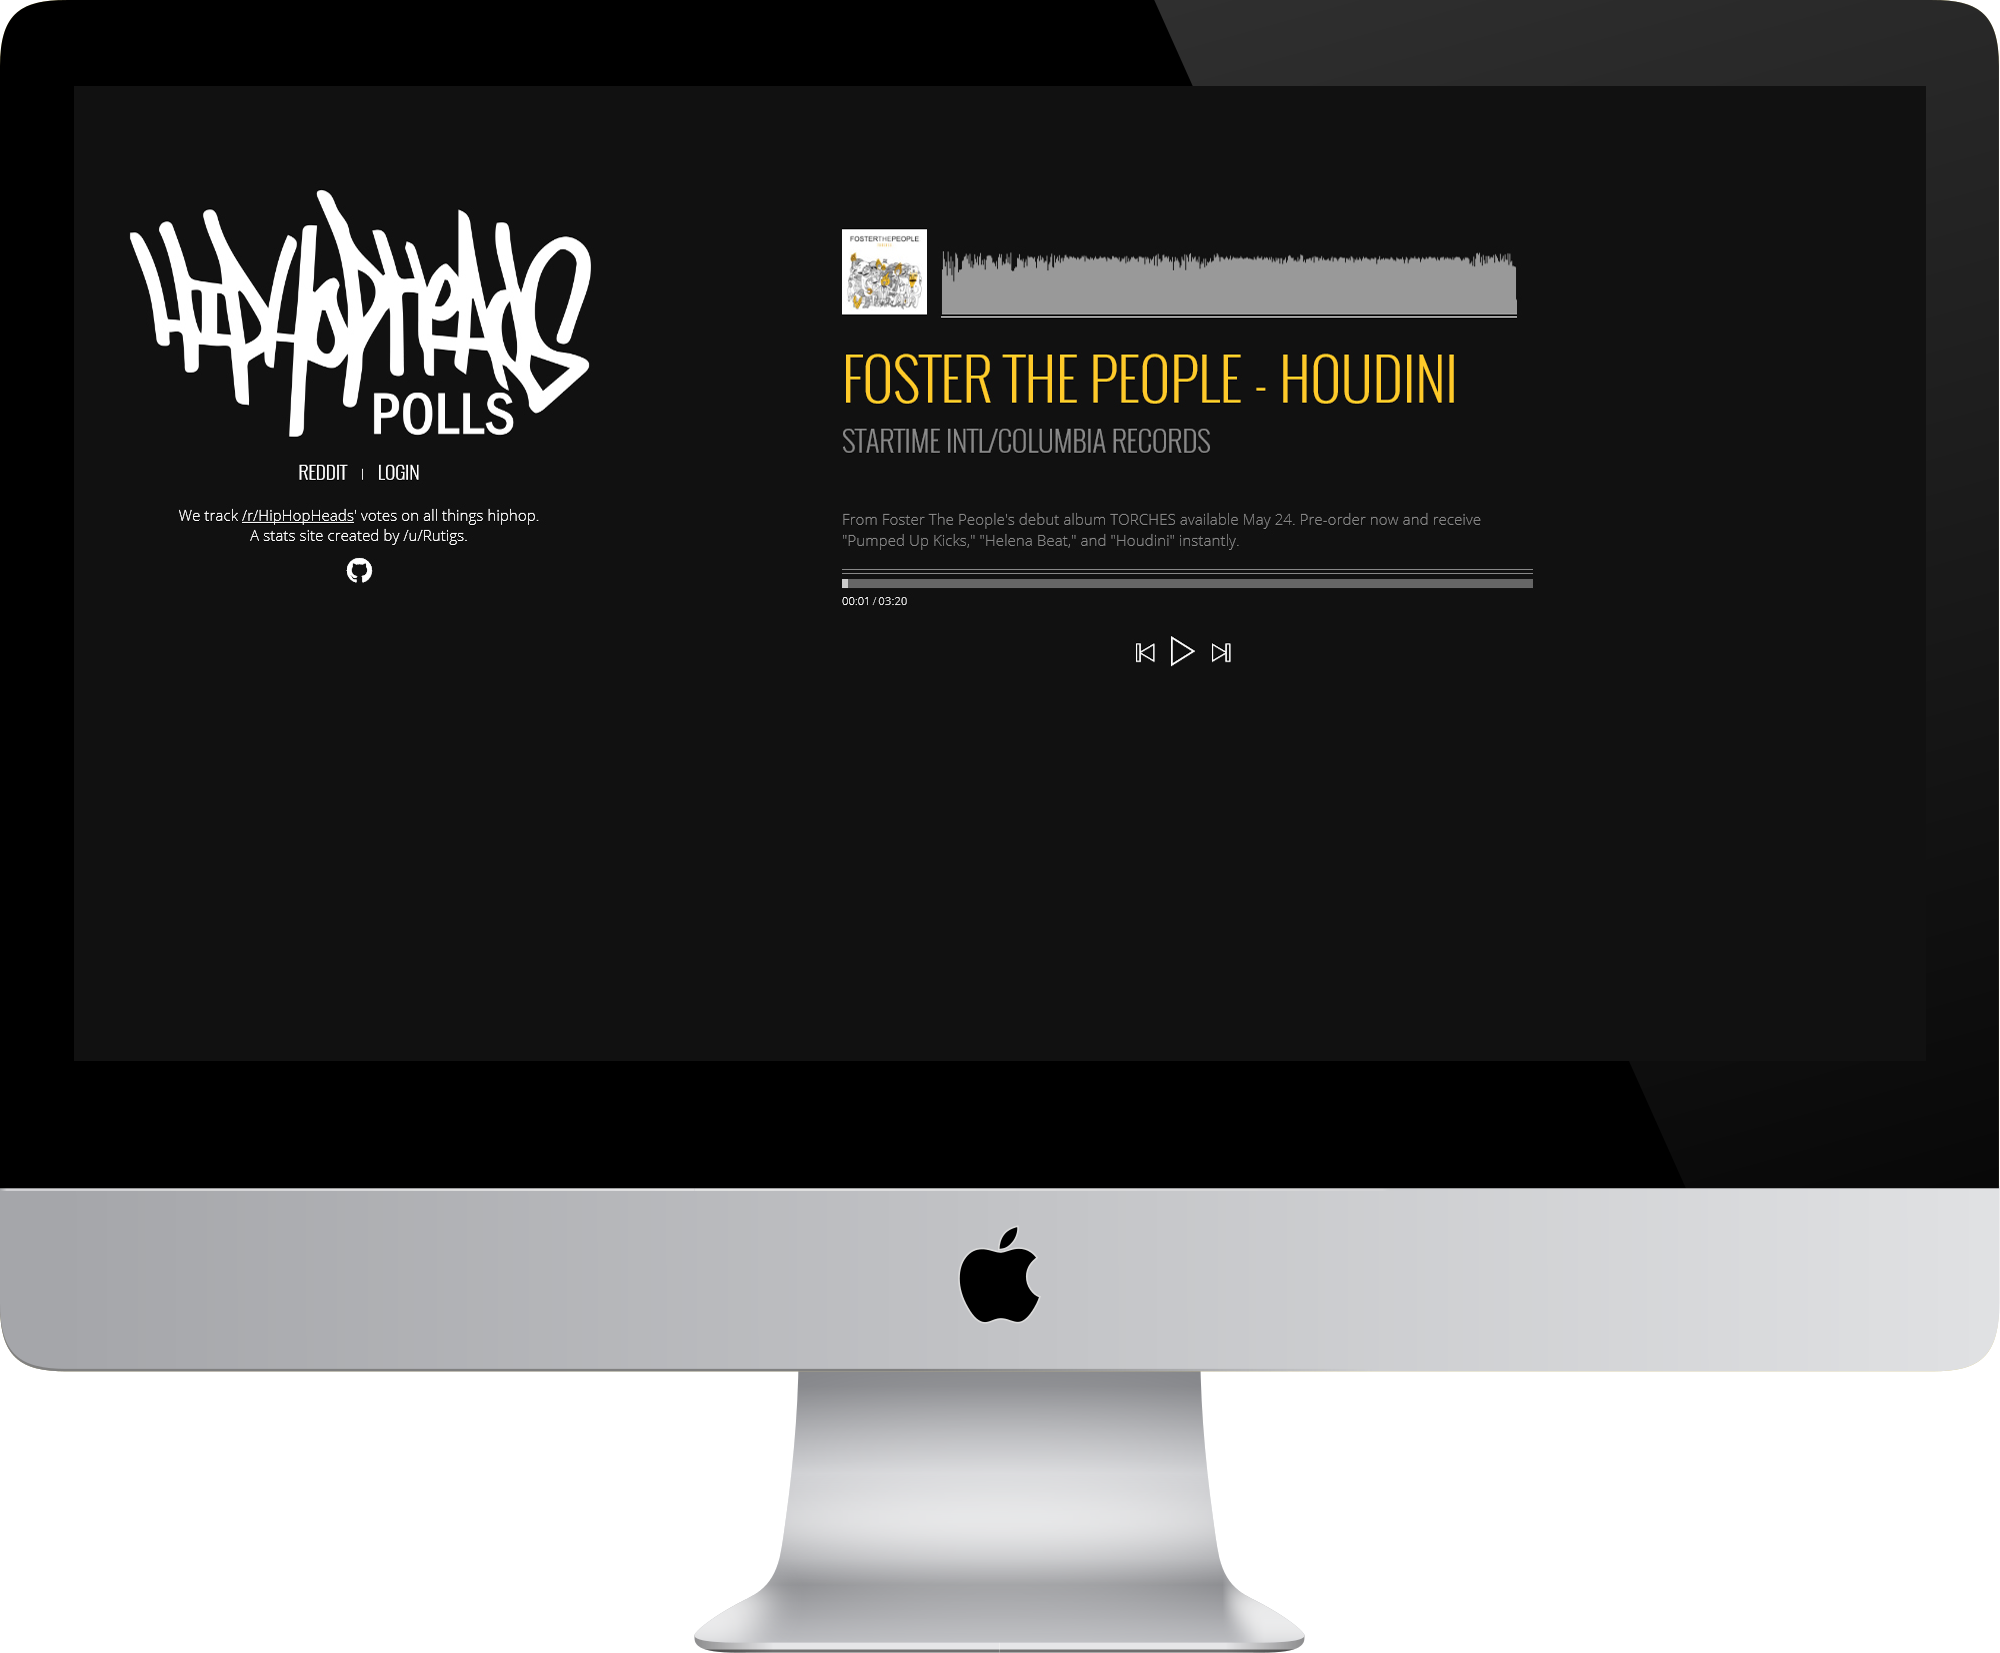 HIPHOPHEADS
POLLS
REDDIT | LOGIN
We track /r/HipHopHeads' votes on all things hiphop.
A stats site created by /u/Rutigs.
FOSTERTHEPEOPLE
FOSTER THE PEOPLE - HOUDINI
STARTIME INTL/COLUMBIA RECORDS
From Foster The People's debut album TORCHES available May 24. Pre-order now and receive
"Pumped Up Kicks," "Helena Beat," and "Houdini" instantly.
00:01 / 03:20